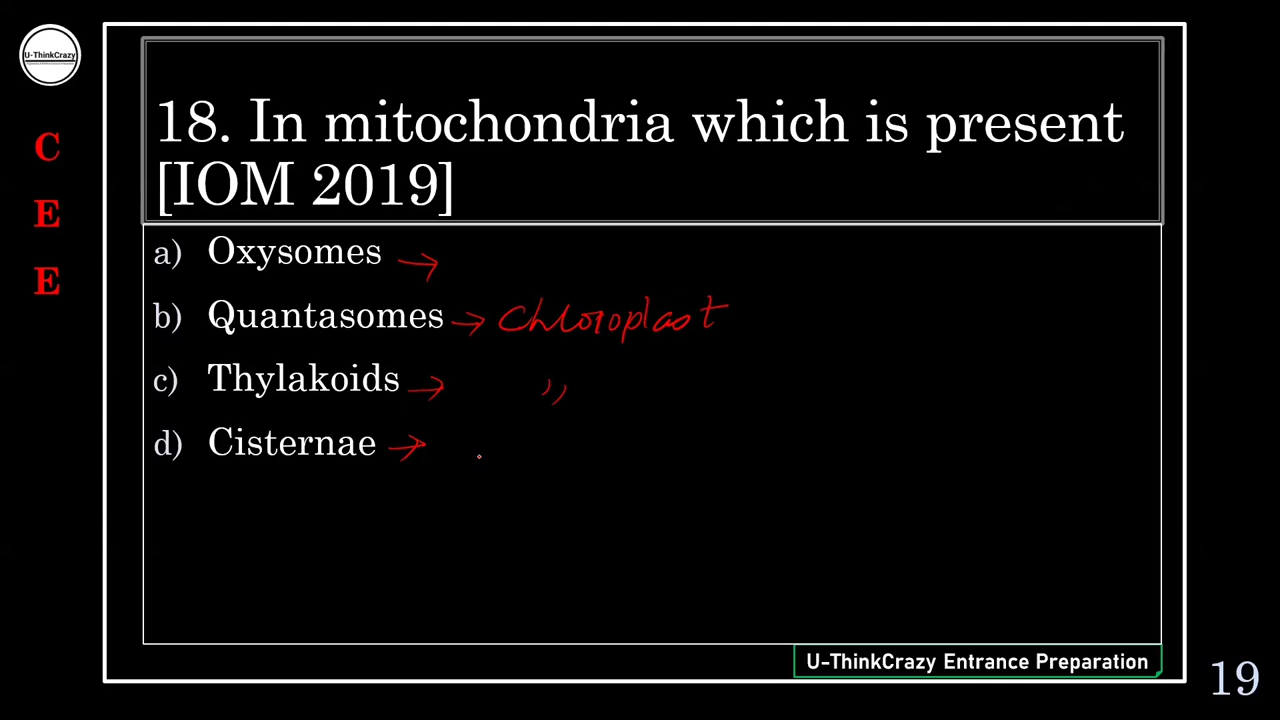 U-ThinkCrazy
C
E
E
18. In mitochondria which is present
[IOM 2019]
a) Oxysomes →
b) Quantasomes → Chloroplast
c) Thylakoids → ,,
d) Cisternae →
U-ThinkCrazy Entrance Preparation
19